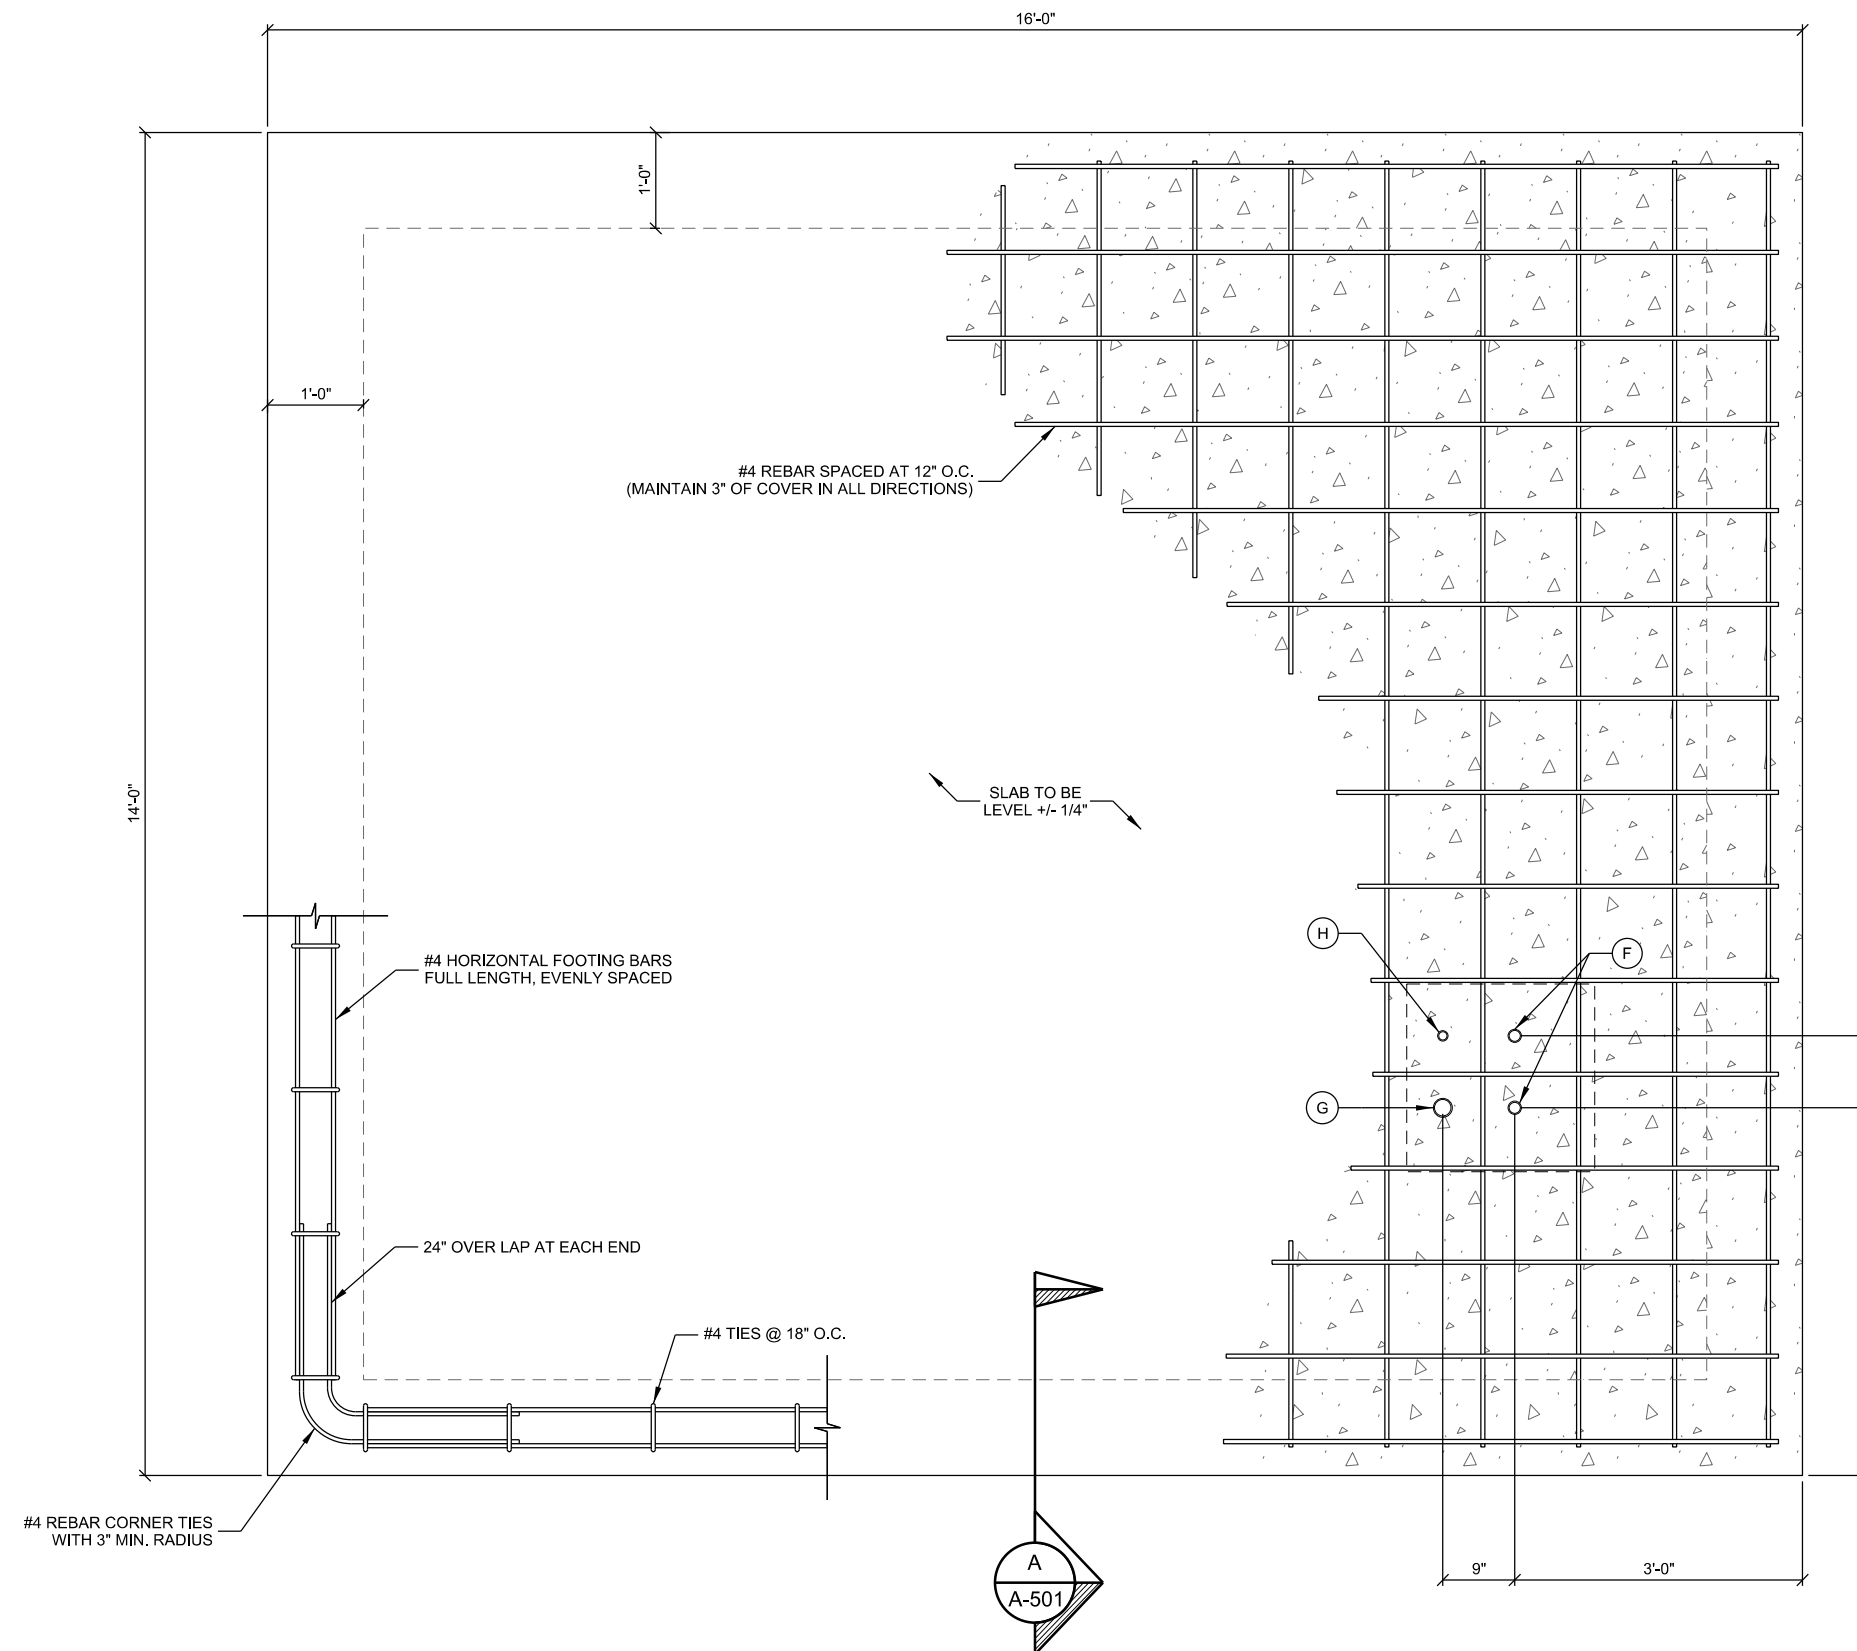 16'-0"
1'-0"
1'-0"
#4 REBAR SPACED AT 12" O.C.
(MAINTAIN 3" OF COVER IN ALL DIRECTIONS)
14'-0"
SLAB TO BE
LEVEL +/- 1/4"
H
F
#4 HORIZONTAL FOOTING BARS
FULL LENGTH, EVENLY SPACED
G
24" OVER LAP AT EACH END
#4 TIES @ 18" O.C.
#4 REBAR CORNER TIES
WITH 3" MIN. RADIUS
A
A-501
9"
3'-0"